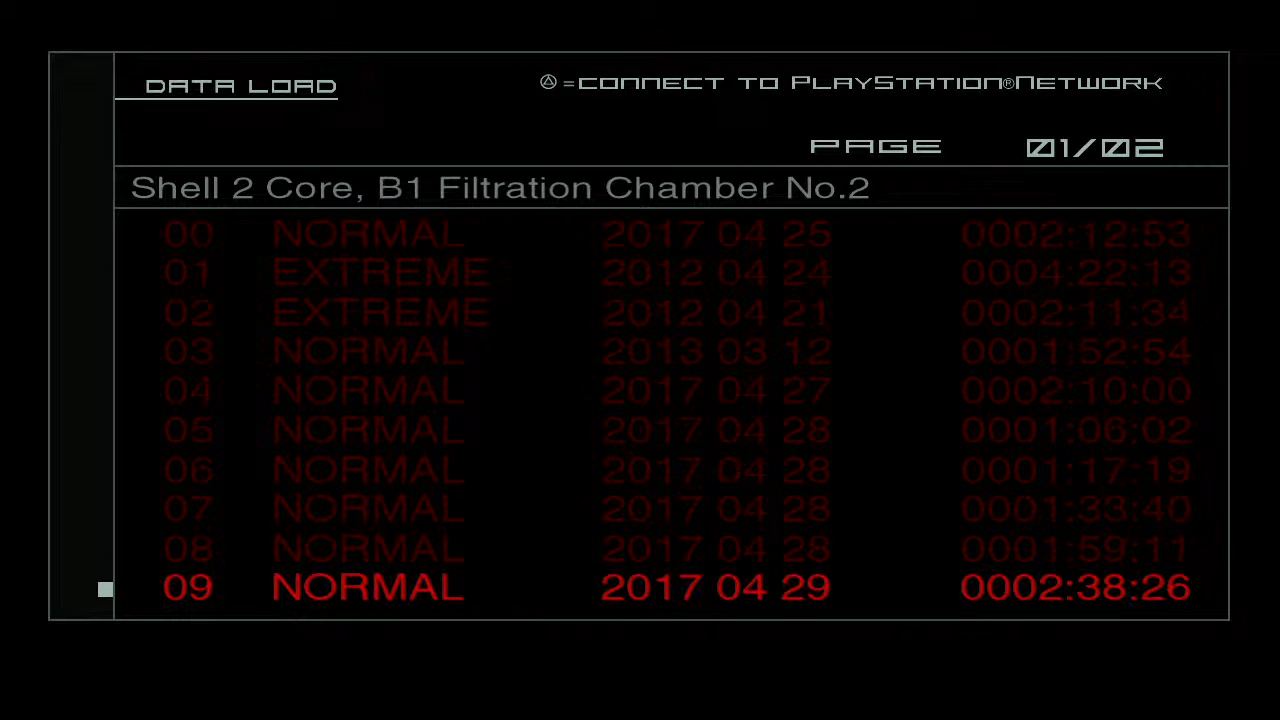 DATA LOAD
Ⓐ=CONNECT TO PLAYSTATION®NETWORK
PAGE 01/02
Shell 2 Core, B1 Filtration Chamber No.2
00 NORMAL 2017 04 25 0002:12:53
01 EXTREME 2012 04 24 0004:22:13
02 EXTREME 2012 04 21 0002:11:34
03 NORMAL 2013 03 12 0001:52:54
04 NORMAL 2017 04 27 0002:10:00
05 NORMAL 2017 04 28 0001:06:02
06 NORMAL 2017 04 28 0001:17:19
07 NORMAL 2017 04 28 0001:33:40
08 NORMAL 2017 04 28 0001:59:11
09 NORMAL 2017 04 29 0002:38:26